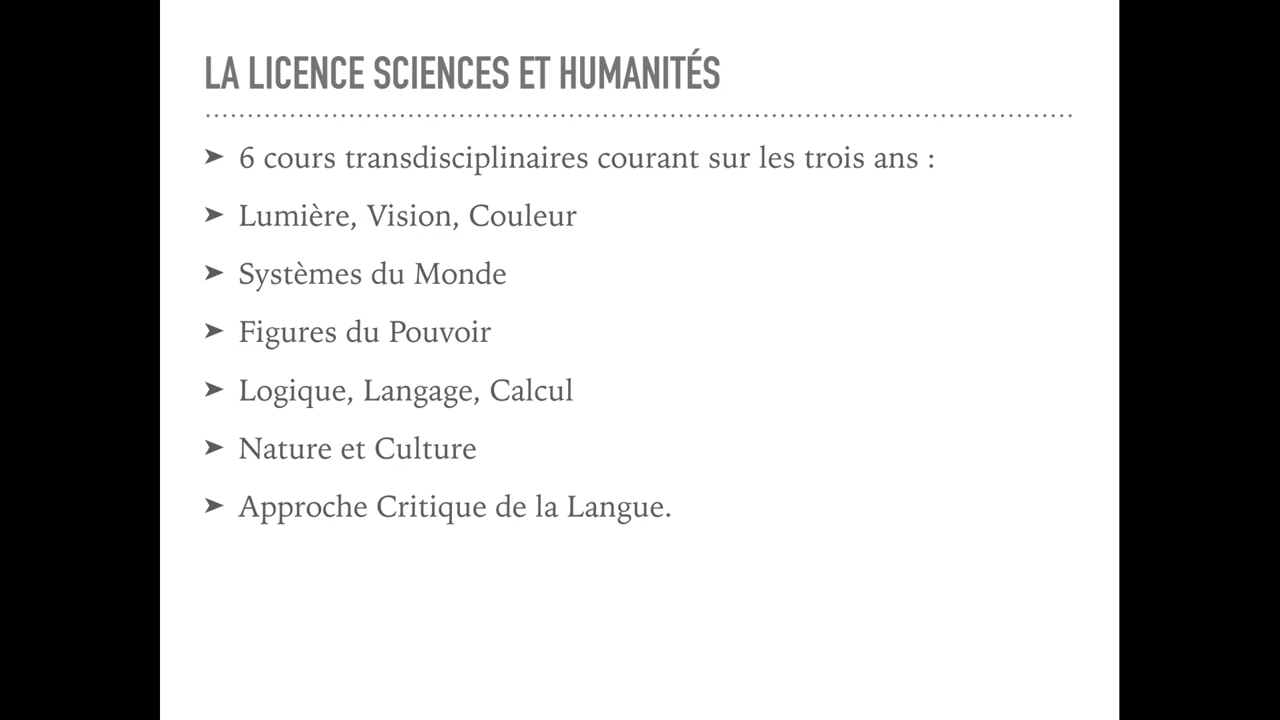 LA LICENCE SCIENCES ET HUMANITÉS
➤ 6 cours transdisciplinaires courant sur les trois ans :
➤ Lumière, Vision, Couleur
➤ Systèmes du Monde
➤ Figures du Pouvoir
➤ Logique, Langage, Calcul
➤ Nature et Culture
➤ Approche Critique de la Langue.